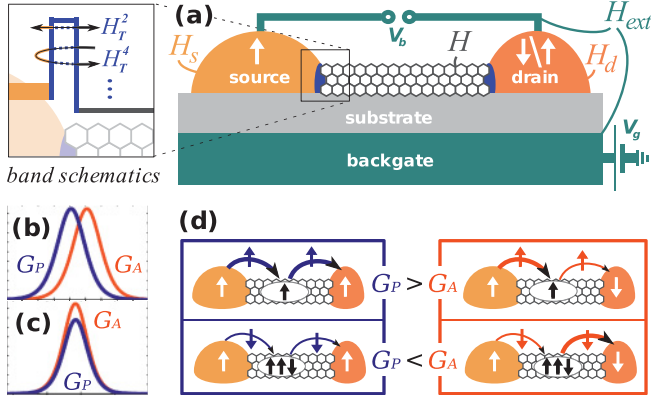 H_T^2
H_T^4
band schematics
(a)
V_b
H_ext
H_s
source
H
drain
H_d
substrate
backgate
V_g
(b)
G_P
G_A
(c)
G_A
G_P
(d)
G_P > G_A
G_P < G_A